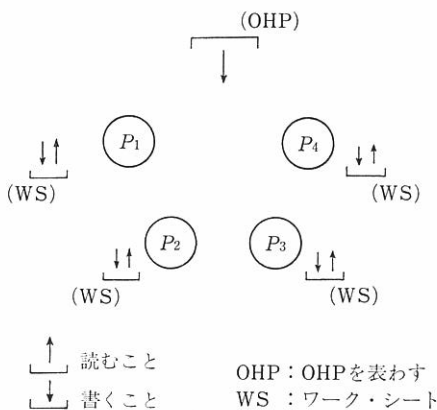 (OHP)
P1
P4
(WS)
(WS)
P2
P3
(WS)
(WS)
読むこと
書くこと
OHP：OHPを表わす
WS：ワーク・シート